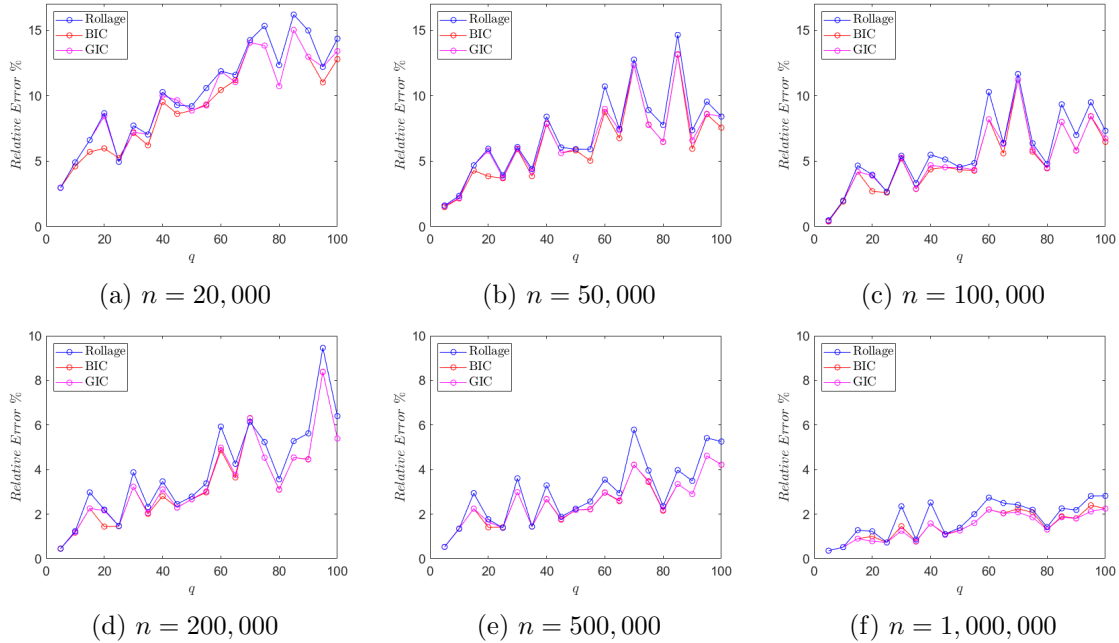 Rollage
BIC
GIC
Relative Error %
15
10
5
0
0 20 40 60 80 100
q
(a) n = 20,000
Rollage
BIC
GIC
Relative Error %
15
10
5
0
0 20 40 60 80 100
q
(b) n = 50,000
Rollage
BIC
GIC
Relative Error %
15
10
5
0
0 20 40 60 80 100
q
(c) n = 100,000
Rollage
BIC
GIC
Relative Error %
10
8
6
4
2
0
0 20 40 60 80 100
q
(d) n = 200,000
Rollage
BIC
GIC
Relative Error %
10
8
6
4
2
0
0 20 40 60 80 100
q
(e) n = 500,000
Rollage
BIC
GIC
Relative Error %
10
8
6
4
2
0
0 20 40 60 80 100
q
(f) n = 1,000,000